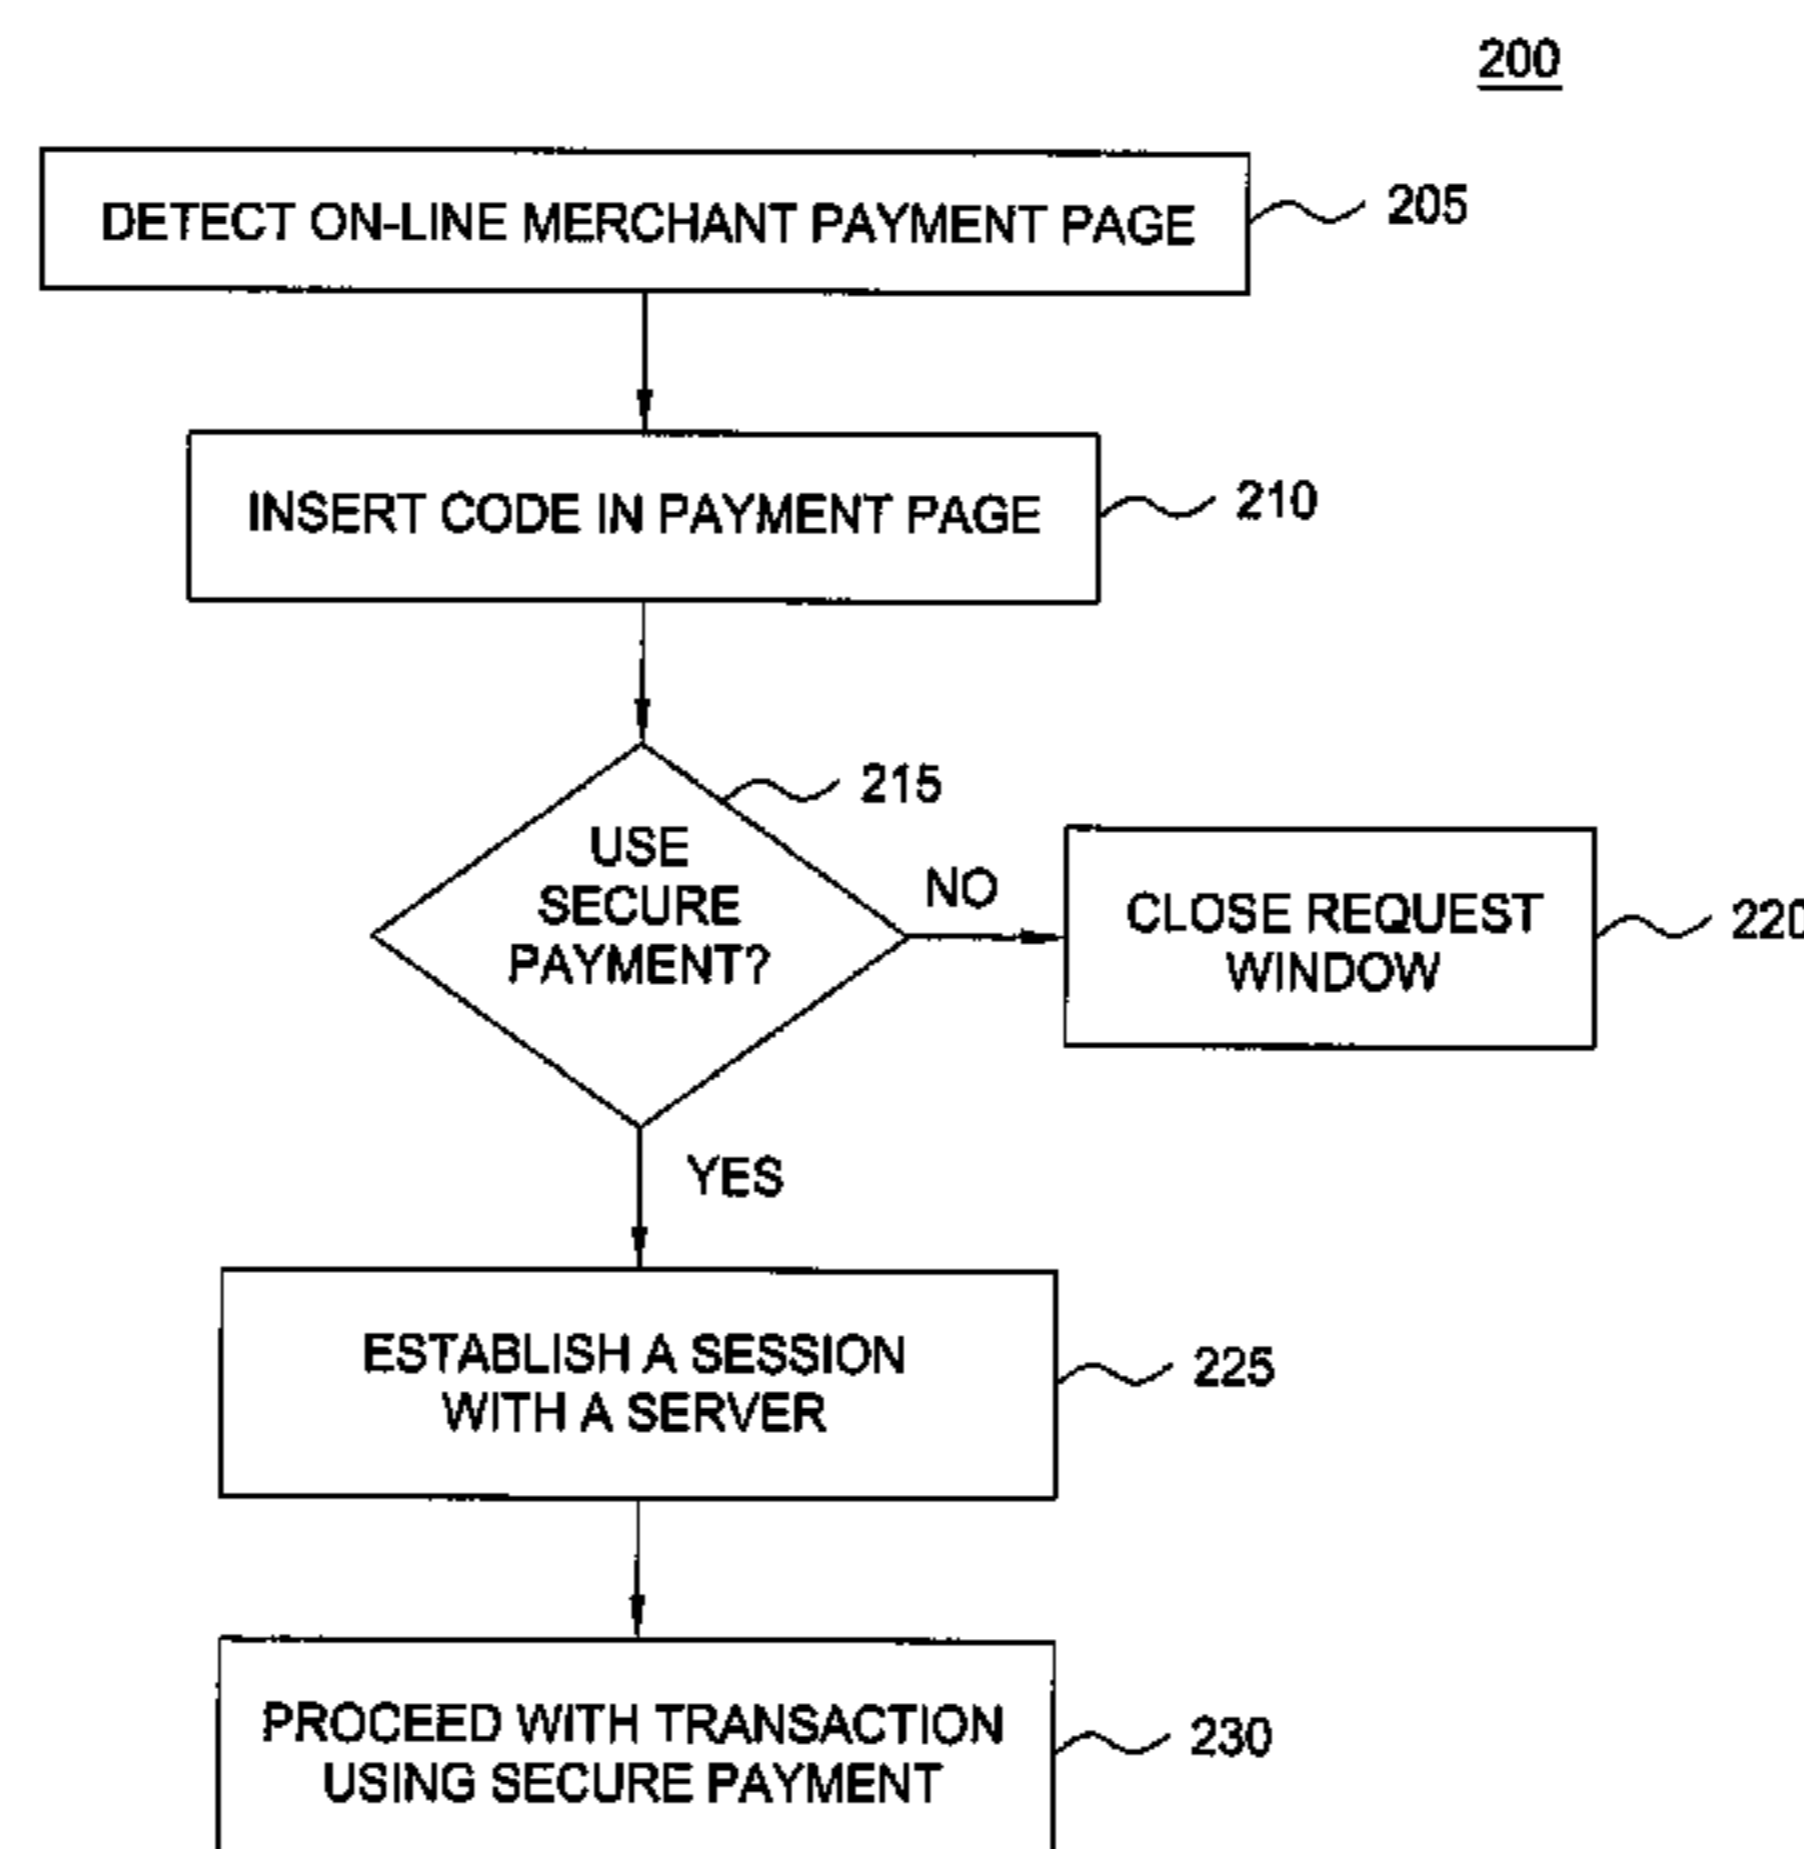 200
DETECT ON-LINE MERCHANT PAYMENT PAGE
205
INSERT CODE IN PAYMENT PAGE
210
215
USE
SECURE
PAYMENT?
NO
CLOSE REQUEST
WINDOW
220
YES
ESTABLISH A SESSION
WITH A SERVER
225
PROCEED WITH TRANSACTION
USING SECURE PAYMENT
230